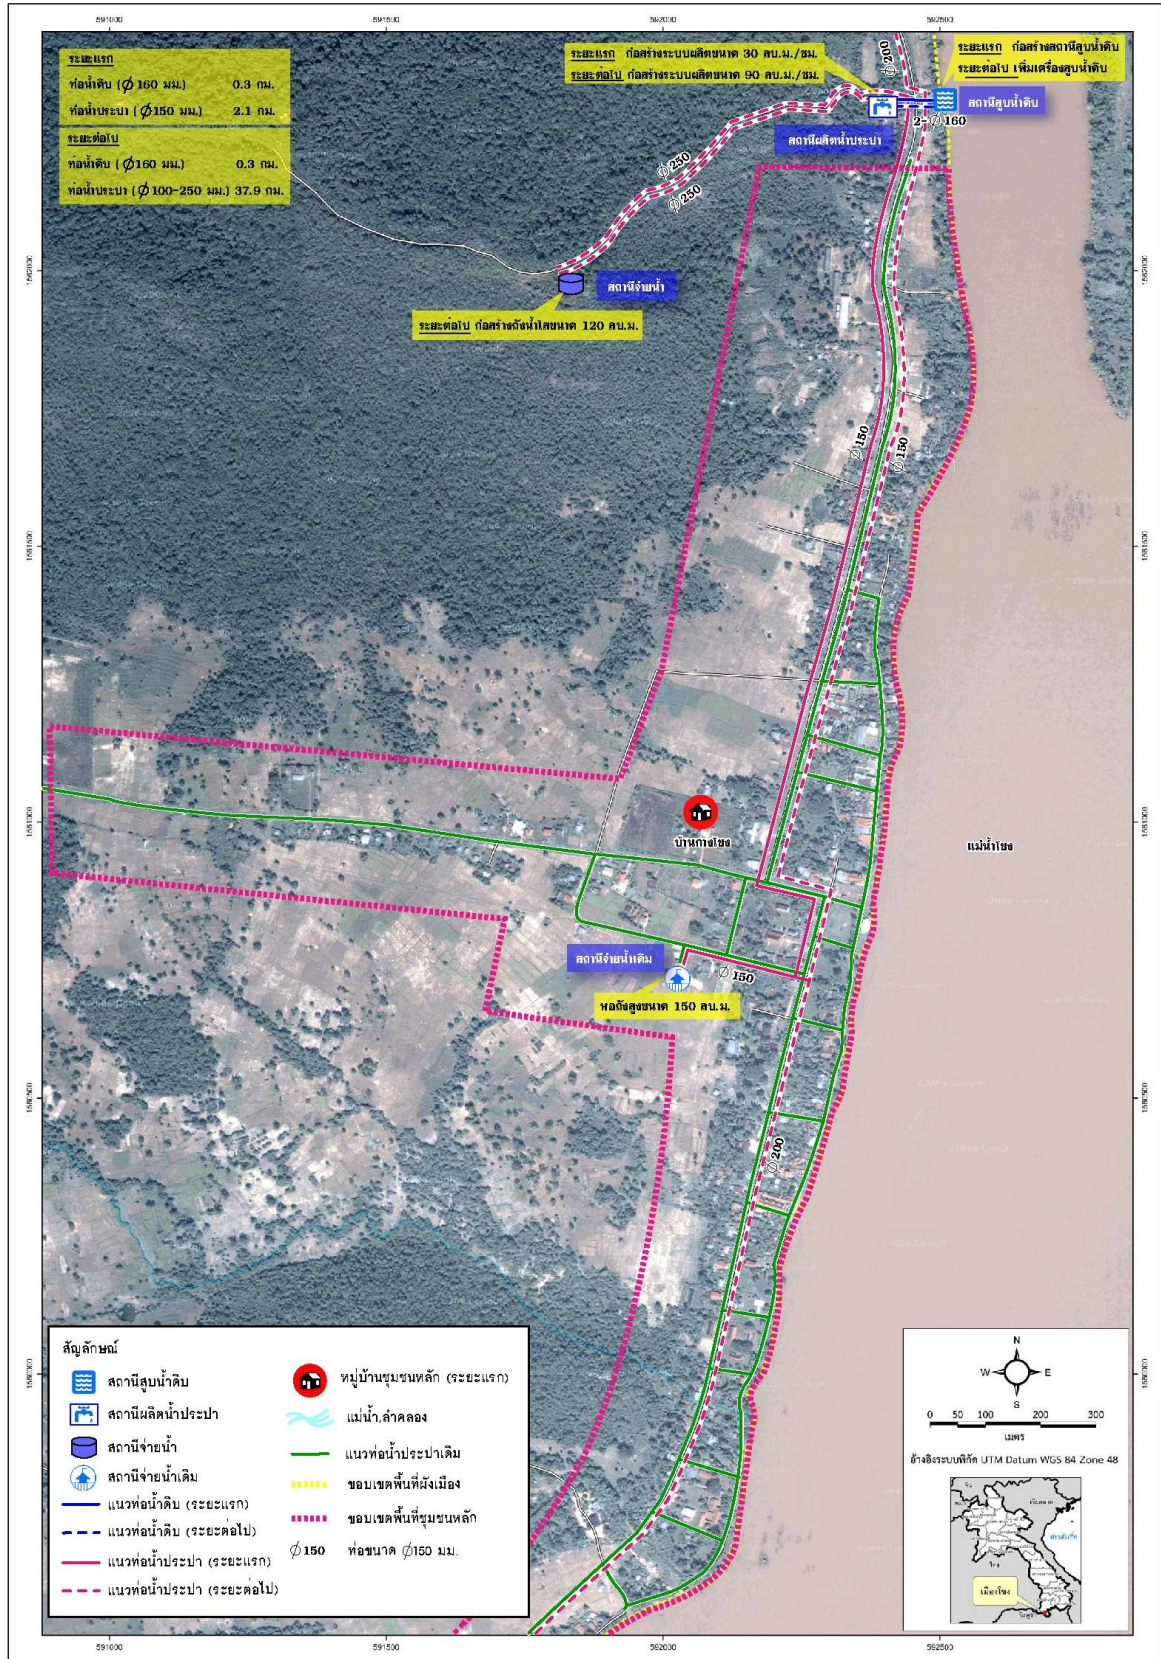 591000 591500 592000 592500
ระยะแรก
ท่อน้ำดิบ (Ø 160 มม.) 0.3 กม.
ท่อน้ำประปา (Ø150 มม.) 2.1 กม.
ระยะต่อไป
ท่อน้ำดิบ (Ø160 มม.) 0.3 กม.
ท่อน้ำประปา (Ø 100-250 มม.) 37.9 กม.
ระยะแรก ก่อสร้างระบบผลิตขนาด 30 ลบ.ม./ชม.
ระยะต่อไป ก่อสร้างระบบผลิตขนาด 90 ลบ.ม./ชม.
Ø 200
ระยะแรก ก่อสร้างสถานีสูบน้ำดิบ
ระยะต่อไป เพิ่มเครื่องสูบน้ำดิบ
สถานีสูบน้ำดิบ
2- Ø 160
สถานีผลิตน้ำประปา
Ø 250
Ø 250
สถานีจ่ายน้ำ
ระยะต่อไป ก่อสร้างถังน้ำใสขนาด 120 ลบ.ม.
Ø 150
Ø 150
บ้านกางโขง
แม่น้ำโขง
สถานีจ่ายน้ำเดิม
Ø 150
หอถังสูงขนาด 150 ลบ.ม.
Ø 200
สัญลักษณ์
สถานีสูบน้ำดิบ
สถานีผลิตน้ำประปา
สถานีจ่ายน้ำ
สถานีจ่ายน้ำเดิม
แนวท่อน้ำดิบ (ระยะแรก)
แนวท่อน้ำดิบ (ระยะต่อไป)
แนวท่อน้ำประปา (ระยะแรก)
แนวท่อน้ำประปา (ระยะต่อไป)
หมู่บ้านชุมชนหลัก (ระยะแรก)
แม่น้ำ,ลำคลอง
แนวท่อน้ำประปาเดิม
ขอบเขตพื้นที่ผังเมือง
ขอบเขตพื้นที่ชุมชนหลัก
Ø150 ท่อขนาด Ø150 มม.
N
W E
S
0 50 100 200 300
เมตร
อ้างอิงระบบพิกัด UTM Datum WGS 84 Zone 48
เมืองโขง
591000 591500 592000 592500